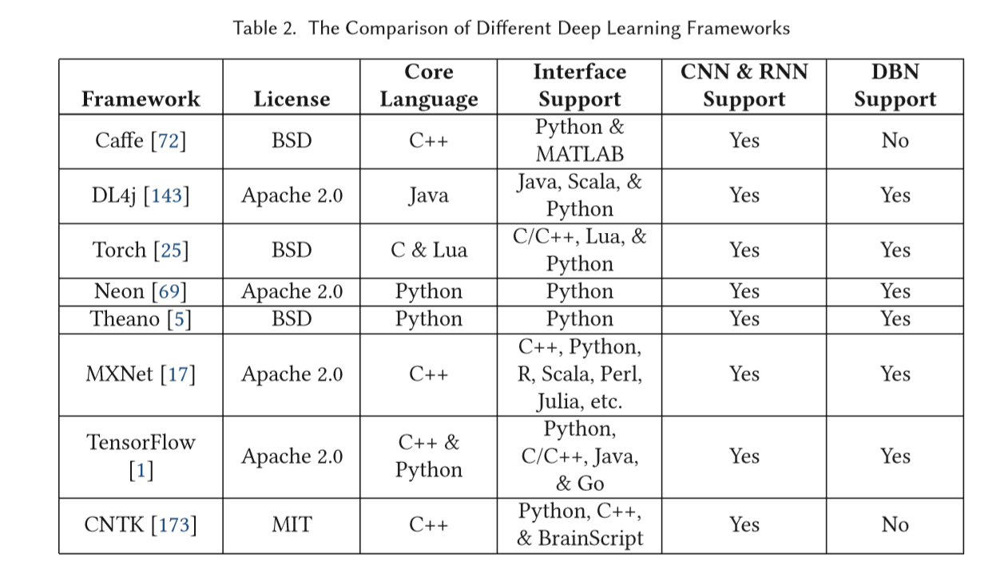 Table 2. The Comparison of Different Deep Learning Frameworks
Framework License Core Language Interface Support CNN & RNN Support DBN Support
Caffe [72] BSD C++ Python & MATLAB Yes No
DL4j [143] Apache 2.0 Java Java, Scala, & Python Yes Yes
Torch [25] BSD C & Lua C/C++, Lua, & Python Yes Yes
Neon [69] Apache 2.0 Python Python Yes Yes
Theano [5] BSD Python Python Yes Yes
MXNet [17] Apache 2.0 C++ C++, Python, R, Scala, Perl, Julia, etc. Yes Yes
TensorFlow [1] Apache 2.0 C++ & Python Python, C/C++, Java, & Go Yes Yes
CNTK [173] MIT C++ Python, C++, & BrainScript Yes No